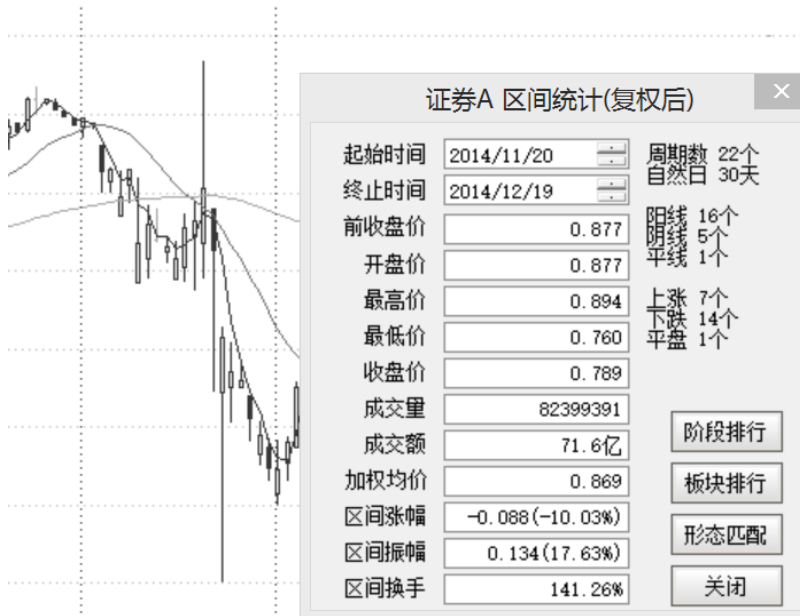 证券A 区间统计(复权后)
起始时间 2014/11/20
终止时间 2014/12/19
前收盘价 0.877
开盘价 0.877
最高价 0.894
最低价 0.760
收盘价 0.789
成交量 82399391
成交额 71.6亿
加权均价 0.869
区间涨幅 -0.088(-10.03%)
区间振幅 0.134(17.63%)
区间换手 141.26%
周期数 22个
自然日 30天
阳线 16个
阴线 5个
平线 1个
上涨 7个
下跌 14个
平盘 1个
阶段排行
板块排行
形态匹配
关闭